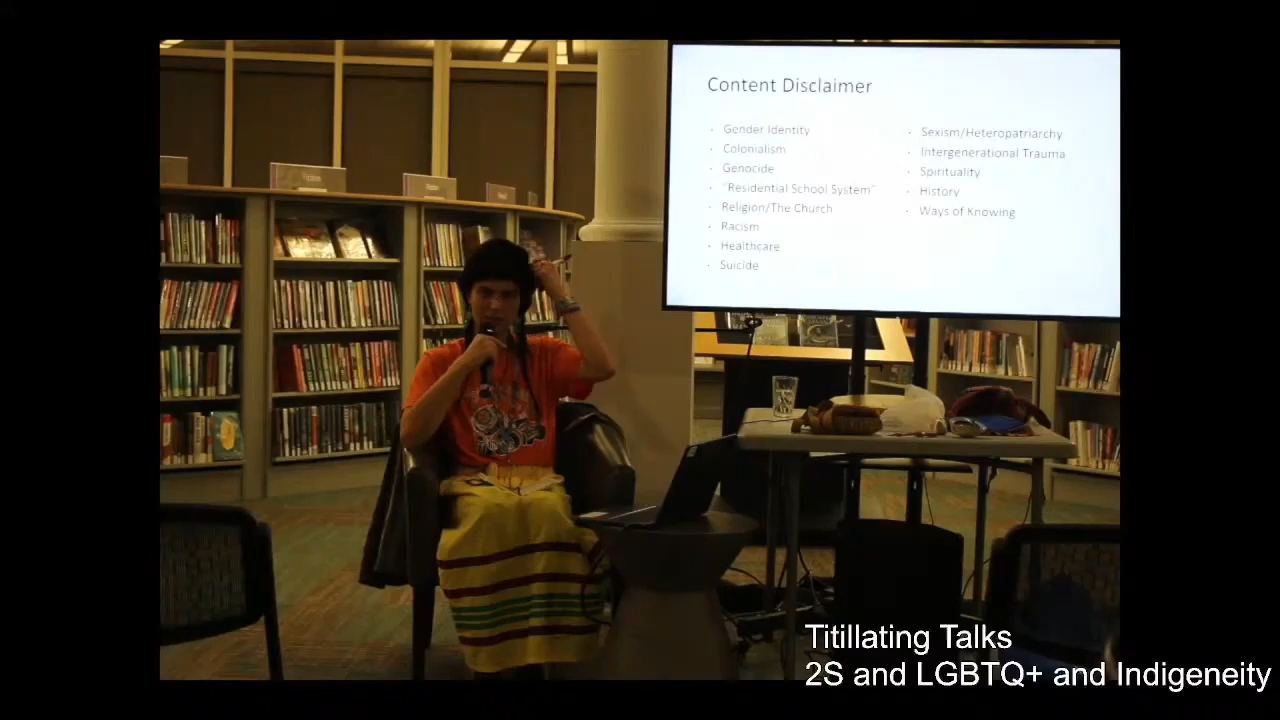 Content Disclaimer
· Gender Identity
· Colonialism
· Genocide
· "Residential School System"
· Religion/The Church
· Racism
· Healthcare
· Suicide
· Sexism/Heteropatriarchy
· Intergenerational Trauma
· Spirituality
· History
· Ways of Knowing
Titillating Talks
2S and LGBTQ+ and Indigeneity